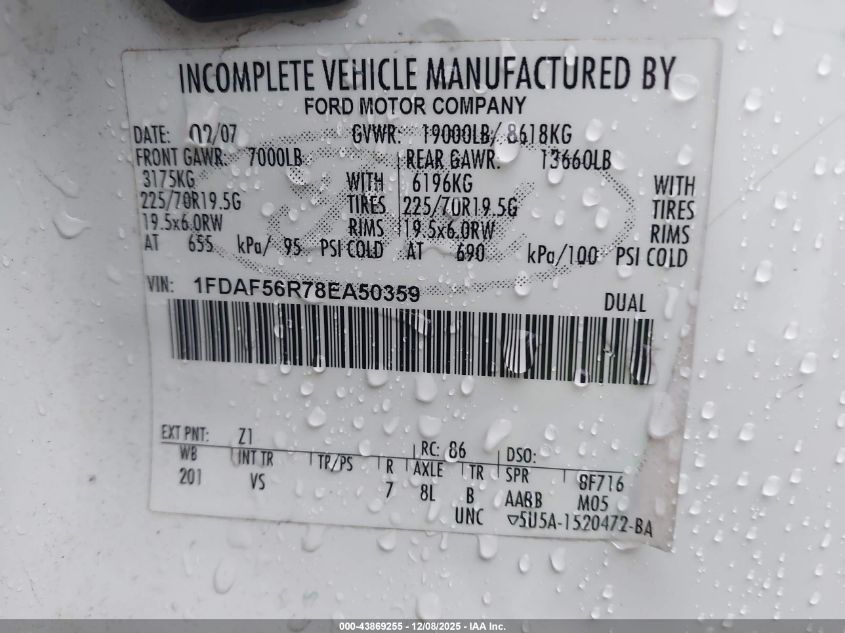 INCOMPLETE VEHICLE MANUFACTURED BY
FORD MOTOR COMPANY
DATE: 02/07 GVWR: 19000LB/ 8618KG
FRONT GAWR: 7000LB REAR GAWR: 13660LB
3175KG WITH 6196KG WITH
225/70R19.5G TIRES 225/70R19.5G TIRES
19.5x6.0RW RIMS 19.5x6.0RW RIMS
AT 655 kPa/ 95 PSI COLD AT 690 kPa/100 PSI COLD
VIN: 1FDAF56R78EA50359 DUAL
EXT PNT: Z1 RC: 86 DSO:
WB INT TR TP/PS R AXLE TR SPR 8F716
201 VS 7 8L B AABB M05
UNC ▽5U5A-1520472-BA
000-43869255 - 12/08/2025 - IAA Inc.